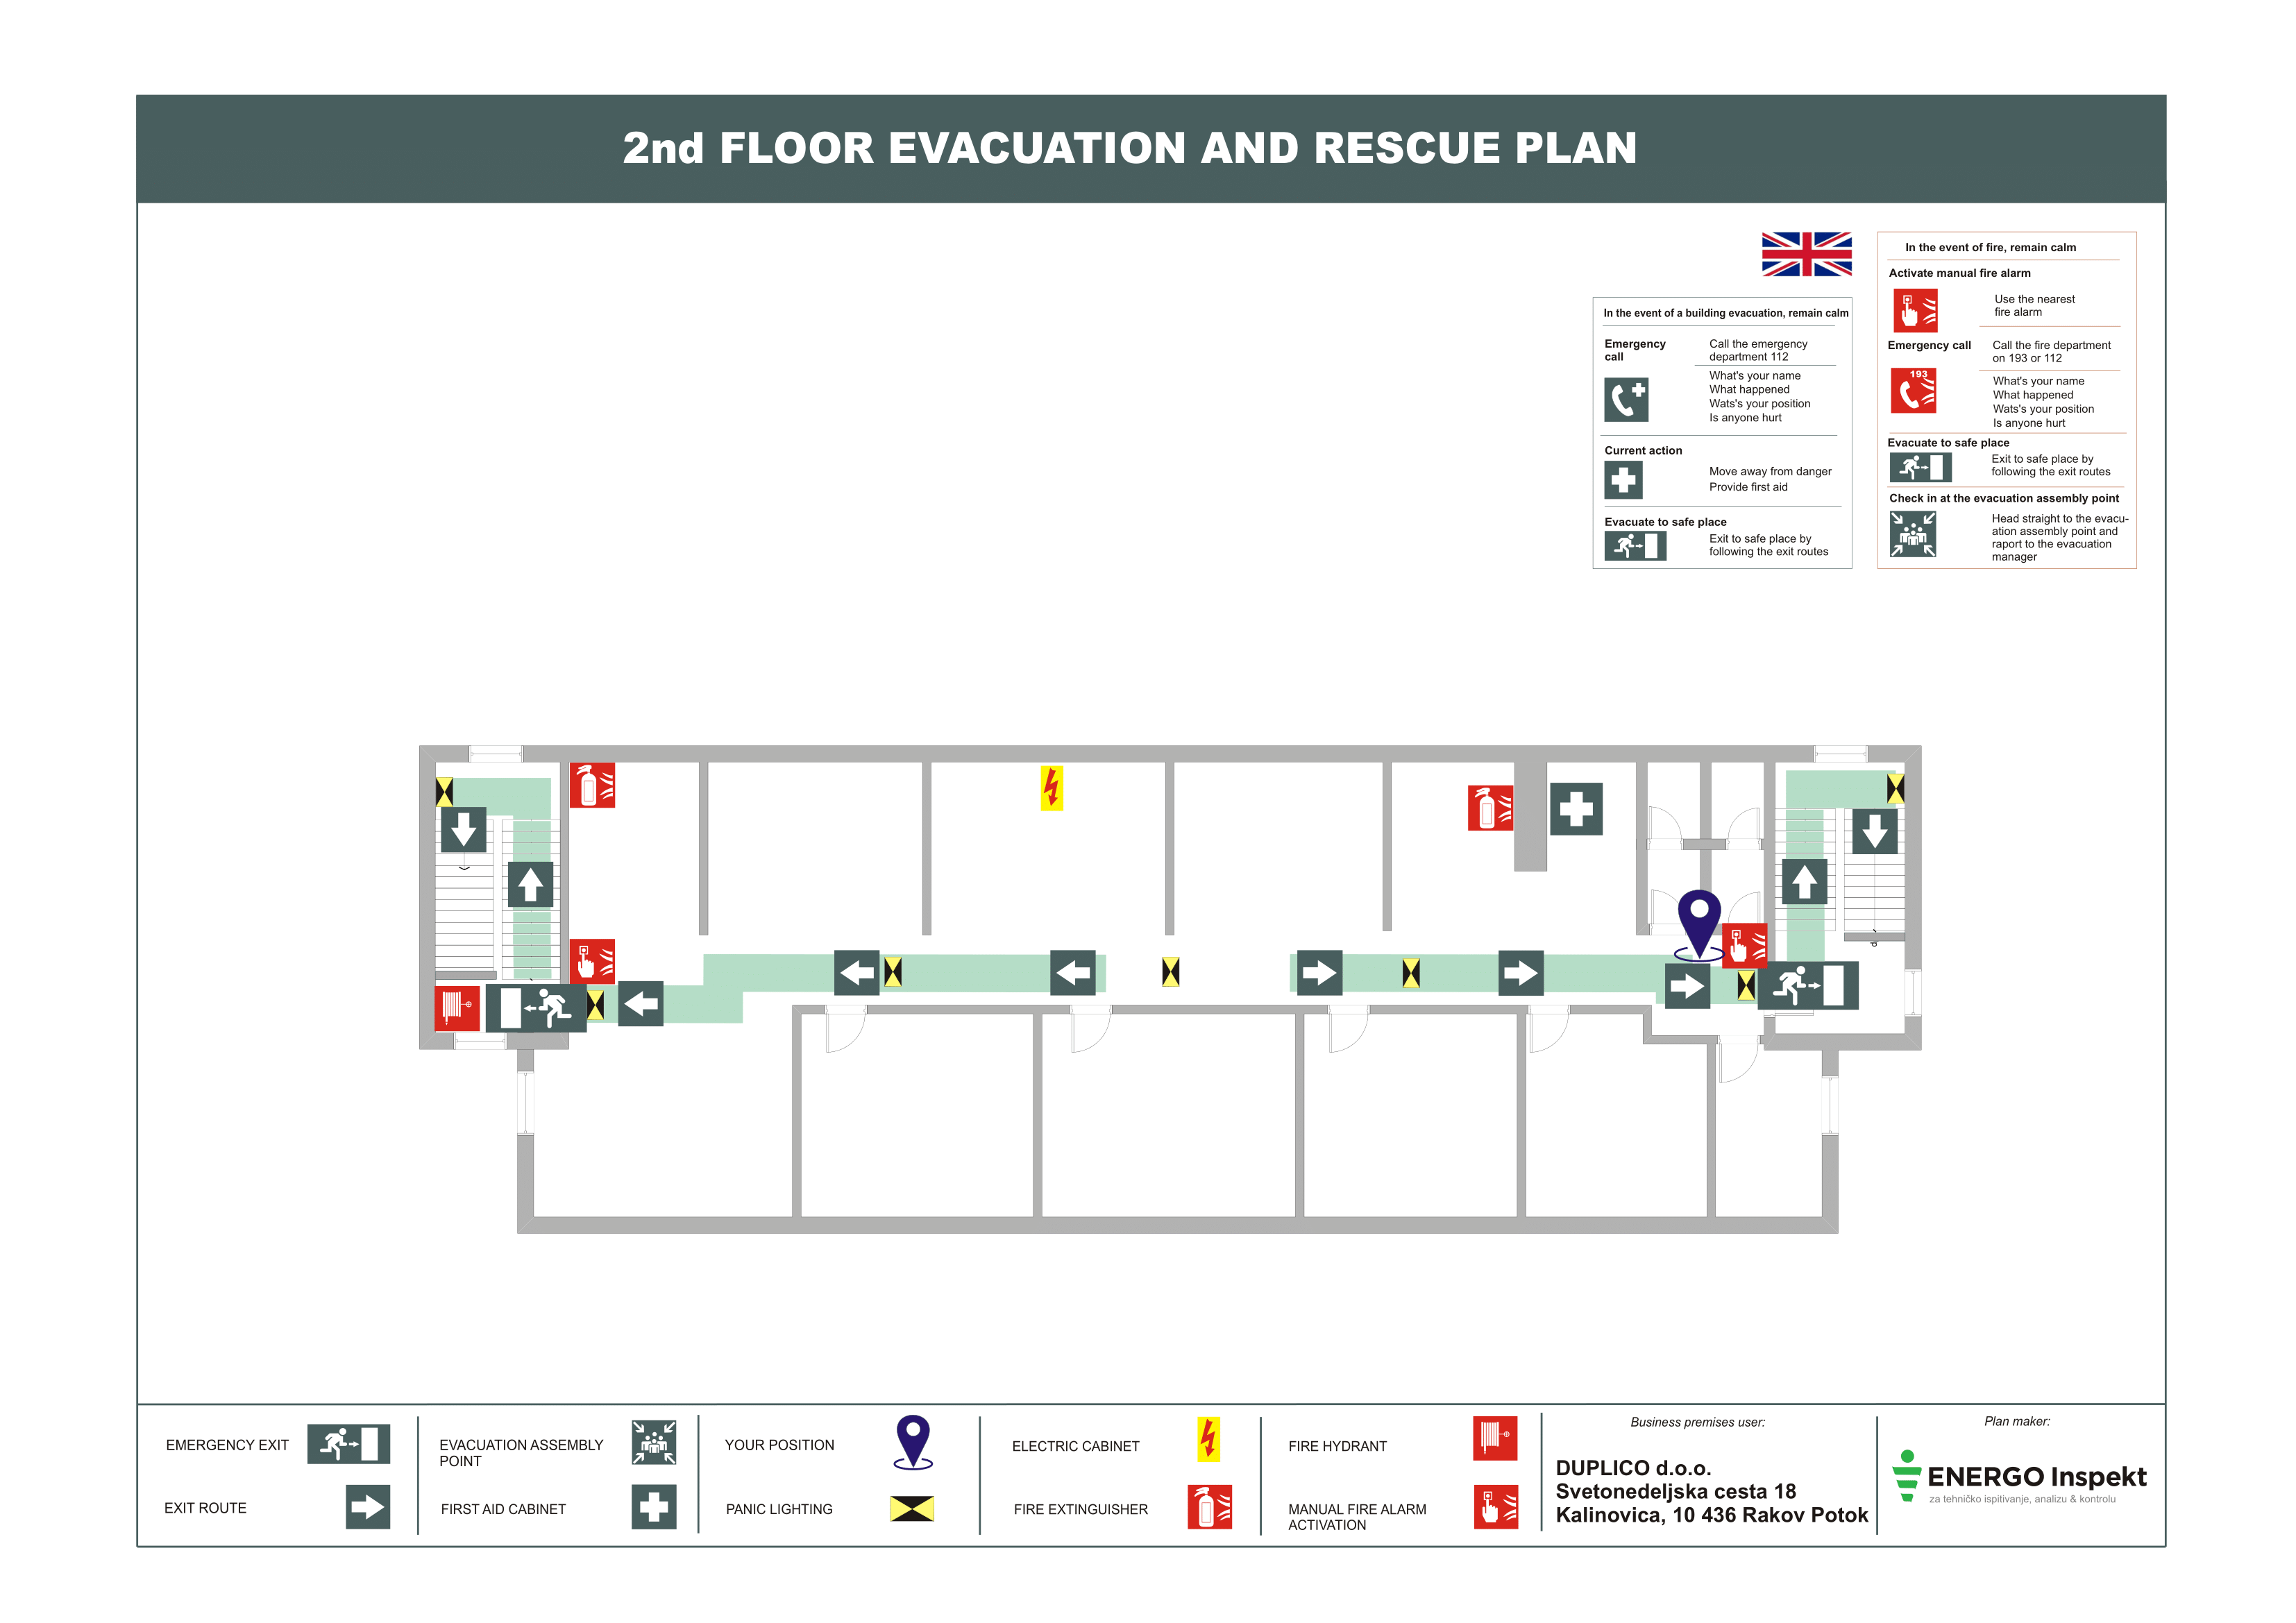 2nd FLOOR EVACUATION AND RESCUE PLAN
In the event of a building evacuation, remain calm
Emergency
call
Call the emergency
department 112
What's your name
What happened
Wats's your position
Is anyone hurt
Current action
Move away from danger
Provide first aid
Evacuate to safe place
Exit to safe place by
following the exit routes
In the event of fire, remain calm
Activate manual fire alarm
Use the nearest
fire alarm
Emergency call
Call the fire department
on 193 or 112
193
What's your name
What happened
Wats's your position
Is anyone hurt
Evacuate to safe place
Exit to safe place by
following the exit routes
Check in at the evacuation assembly point
Head straight to the evacu-
ation assembly point and
raport to the evacuation
manager
EMERGENCY EXIT
EXIT ROUTE
EVACUATION ASSEMBLY
POINT
FIRST AID CABINET
YOUR POSITION
PANIC LIGHTING
ELECTRIC CABINET
FIRE EXTINGUISHER
FIRE HYDRANT
MANUAL FIRE ALARM
ACTIVATION
Business premises user:
DUPLICO d.o.o.
Svetonedeljska cesta 18
Kalinovica, 10 436 Rakov Potok
Plan maker:
ENERGO Inspekt
za tehničko ispitivanje, analizu & kontrolu